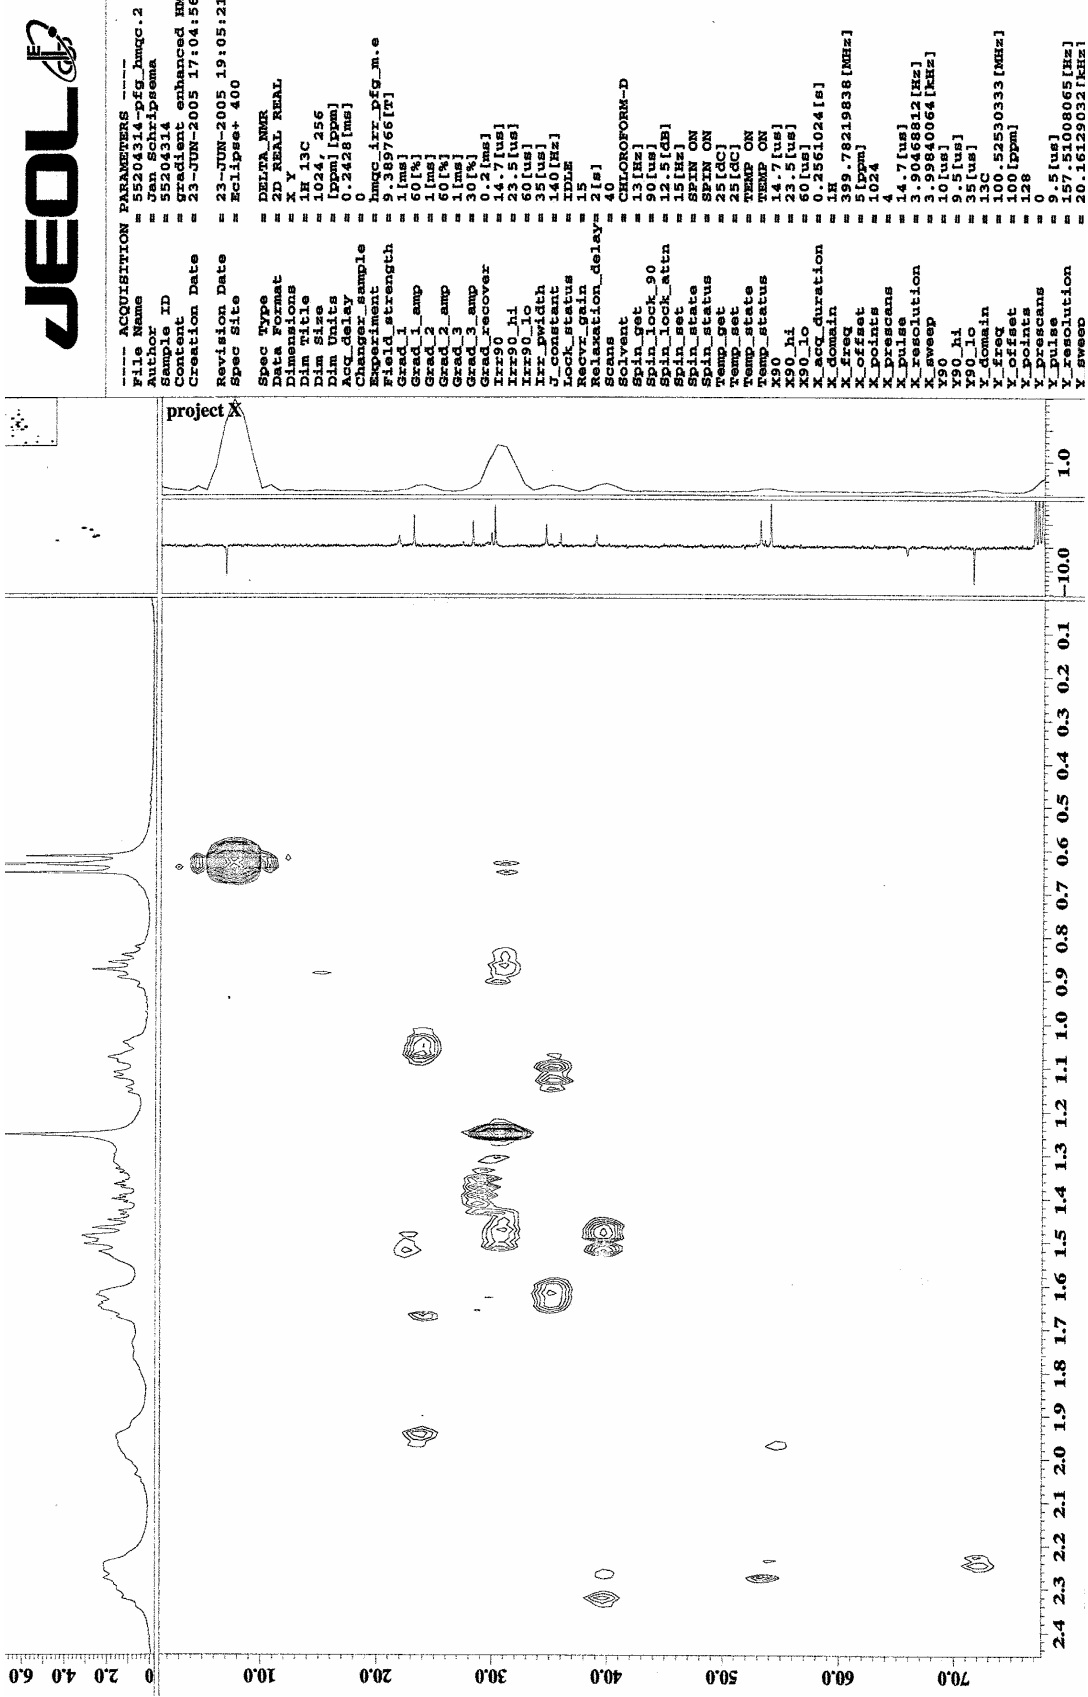 JEOL
---- ACQUISITION PARAMETERS ----
File Name = 55204314-pfg_hmqc.2
Author = Jan Schripsema
Sample ID = 55204314
Content = gradient enhanced HM
Creation Date = 23-JUN-2005 17:04:56
Revision Date = 23-JUN-2005 19:05:21
Spec Site = Eclipse+ 400
Spec Type = DELTA_NMR
Data Format = 2D REAL REAL
Dimensions = X Y
Dim Title = 1H 13C
Dim Size = 1024, 256
Dim Units = [ppm] [ppm]
Acq_delay = 0.2428[ms]
Changer_sample = 0
Experiment = hmqc_irr_pfg_m.e
Field_strength = 9.389766[T]
Grad_1 = 1[ms]
Grad_1_amp = 60[%]
Grad_2 = 1[ms]
Grad_2_amp = 60[%]
Grad_3 = 1[ms]
Grad_3_amp = 30[%]
Grad_recover = 0.2[ms]
Irr90 = 14.7[us]
Irr90_hi = 23.5[us]
Irr90_lo = 60[us]
Irr_pwidth = 35[us]
J_constant = 140[Hz]
Lock_status = IDLE
Recvr_gain = 15
Relaxation_delay= 2[s]
Scans = 40
Solvent = CHLOROFORM-D
Spin_get = 13[Hz]
Spin_lock_90 = 90[us]
Spin_lock_attn = 12.5[dB]
Spin_set = 15[Hz]
Spin_state = SPIN ON
Spin_status = SPIN ON
Temp_get = 25[dC]
Temp_set = 25[dC]
Temp_state = TEMP ON
Temp_status = TEMP ON
X90 = 14.7[us]
X90_hi = 23.5[us]
X90_lo = 60[us]
X_acq_duration = 0.2561024[s]
X_domain = 1H
X_freq = 399.78219838[MHz]
X_offset = 5[ppm]
X_points = 1024
X_prescans = 4
X_pulse = 14.7[us]
X_resolution = 3.90468812[Hz]
X_sweep = 3.99840064[kHz]
Y90 = 10[us]
Y90_hi = 9.5[us]
Y90_lo = 35[us]
Y_domain = 13C
Y_freq = 100.52530333[MHz]
Y_offset = 100[ppm]
Y_points = 128
Y_prescans = 0
Y_pulse = 9.5[us]
Y_resolution = 157.51008065[Hz]
Y_sweep = 20.16129032[kHz]
project X
1.0
-10.0
0.1 0.2 0.3 0.4 0.5 0.6 0.7 0.8 0.9 1.0 1.1 1.2 1.3 1.4 1.5 1.6 1.7 1.8 1.9 2.0 2.1 2.2 2.3 2.4
6.0 4.0 2.0 0
10.0 20.0 30.0 40.0 50.0 60.0 70.0